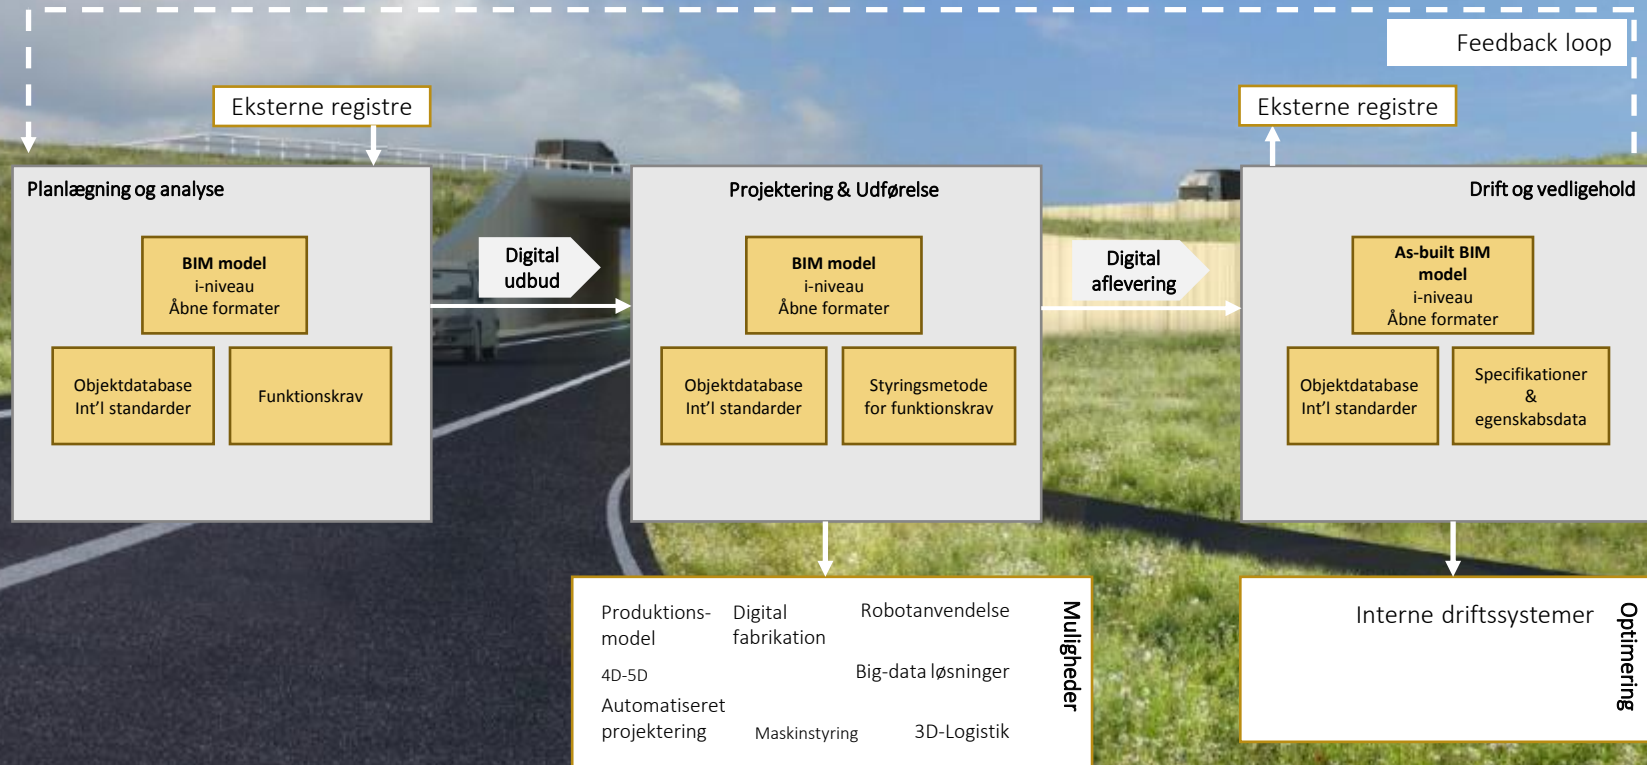 Feedback loop
Eksterne registre
Eksterne registre
Planlægning og analyse
BIM model
i-niveau
Åbne formater
Objektdatabase
Int'l standarder
Funktionskrav
Digital
udbud
Projektering & Udførelse
BIM model
i-niveau
Åbne formater
Objektdatabase
Int'l standarder
Styringsmetode
for funktionskrav
Digital
aflevering
Drift og vedligehold
As-built BIM
model
i-niveau
Åbne formater
Objektdatabase
Int'l standarder
Specifikationer
&
egenskabsdata
Produktions-
model
Digital
fabrikation
Robotanvendelse
4D-5D
Big-data løsninger
Automatiseret
projektering
Maskinstyring
3D-Logistik
Muligheder
Interne driftssystemer
Optimering